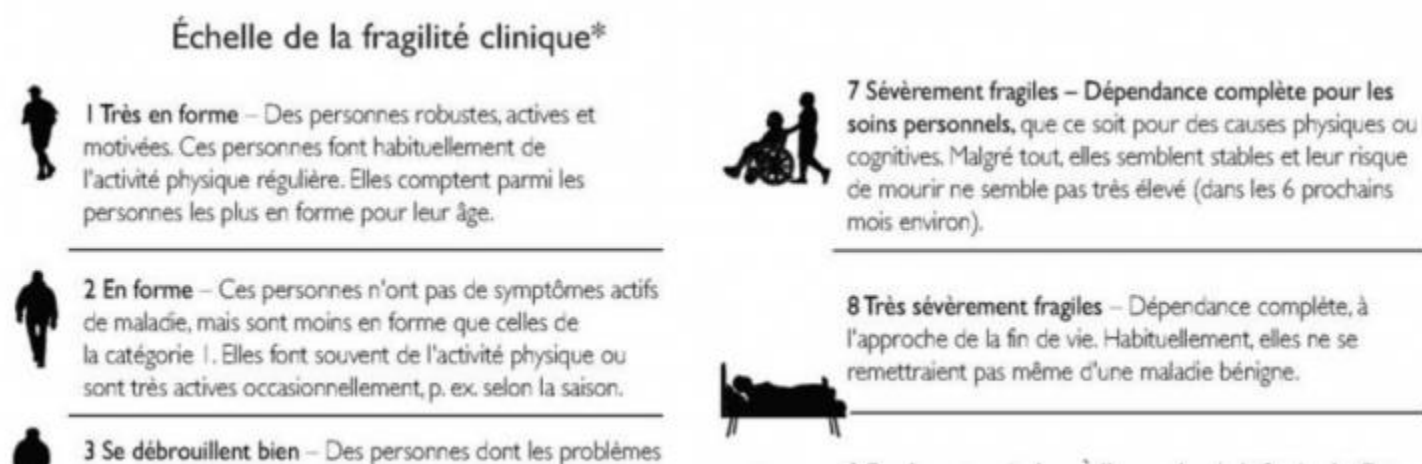 Échelle de la fragilité clinique*
1 Très en forme – Des personnes robustes, actives et
motivées. Ces personnes font habituellement de
l'activité physique régulière. Elles comptent parmi les
personnes les plus en forme pour leur âge.
2 En forme – Ces personnes n'ont pas de symptômes actifs
de maladie, mais sont moins en forme que celles de
la catégorie 1. Elles font souvent de l'activité physique ou
sont très actives occasionnellement, p. ex. selon la saison.
3 Se débrouillent bien – Des personnes dont les problèmes
7 Sévèrement fragiles – Dépendance complète pour les
soins personnels, que ce soit pour des causes physiques ou
cognitives. Malgré tout, elles semblent stables et leur risque
de mourir ne semble pas très élevé (dans les 6 prochains
mois environ).
8 Très sévèrement fragiles – Dépendance complète, à
l'approche de la fin de vie. Habituellement, elles ne se
remettraient pas même d'une maladie bénigne.